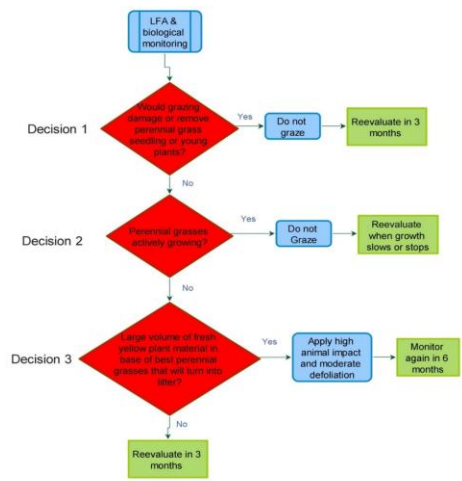 LFA &
biological
monitoring
Decision 1
Would grazing
damage or remove
perennial grass
seedling or young
plants?
Yes
Do not
graze
Reevaluate in 3
months
No
Decision 2
Perennial grasses
actively growing?
Yes
Do not
Graze
Reevaluate
when growth
slows or stops
No
Decision 3
Large volume of fresh
yellow plant material in
base of best perennial
grasses that will turn into
litter?
Yes
Apply high
animal impact
and moderate
defoliation
Monitor
again in 6
months
No
Reevaluate in 3
months